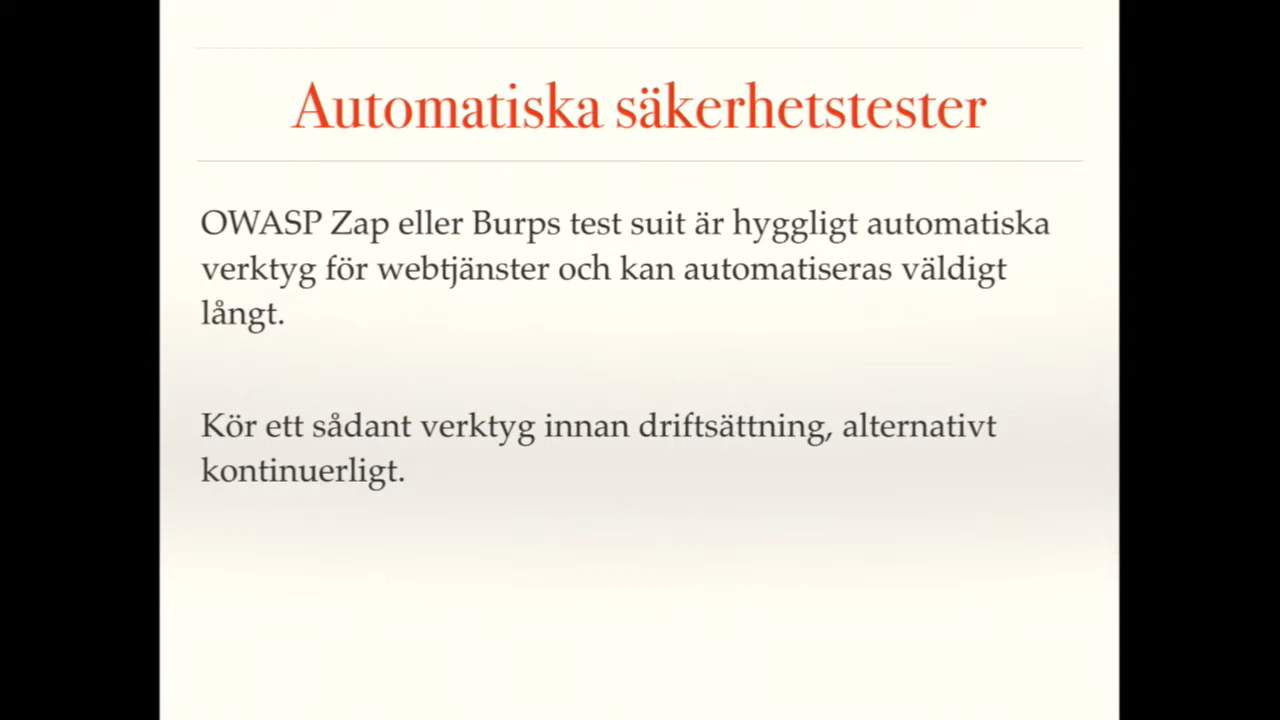 Automatiska säkerhetstester
OWASP Zap eller Burps test suit är hyggligt automatiska
verktyg för webtjänster och kan automatiseras väldigt
långt.
Kör ett sådant verktyg innan driftsättning, alternativt
kontinuerligt.